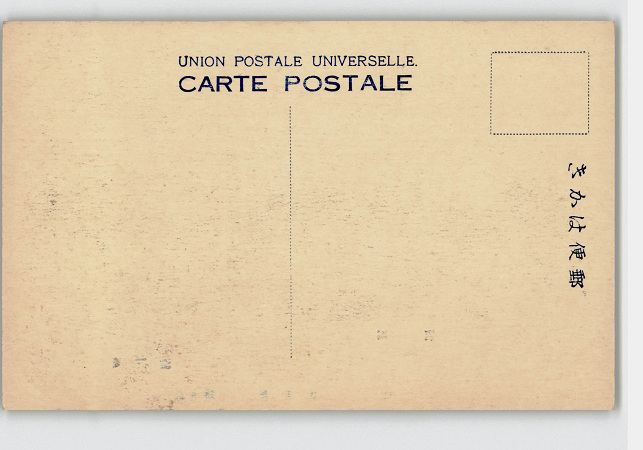 UNION POSTALE UNIVERSELLE.
CARTE POSTALE
きかは便郵